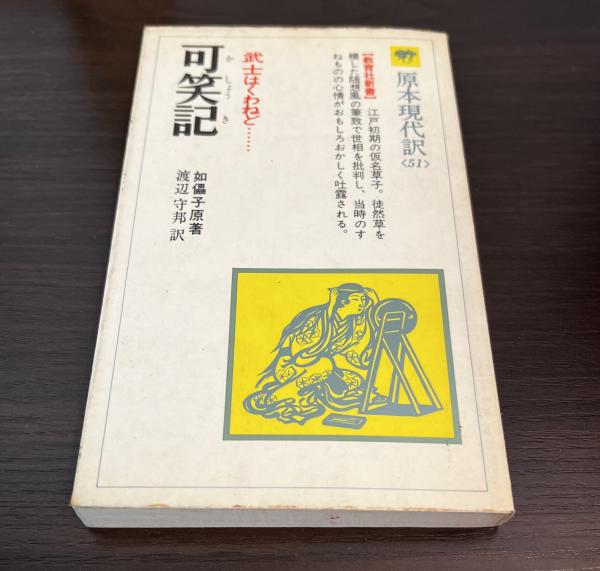 原本現代訳〈51〉
【教育社新書】 江戸初期の仮名草子。徒然草を
模した随想風の筆致で世相を批判し、当時のす
ねものの心情がおもしろおかしく吐露される。
武士はくわねど……
可笑記
かしょうき
如儡子原著
渡辺守邦訳